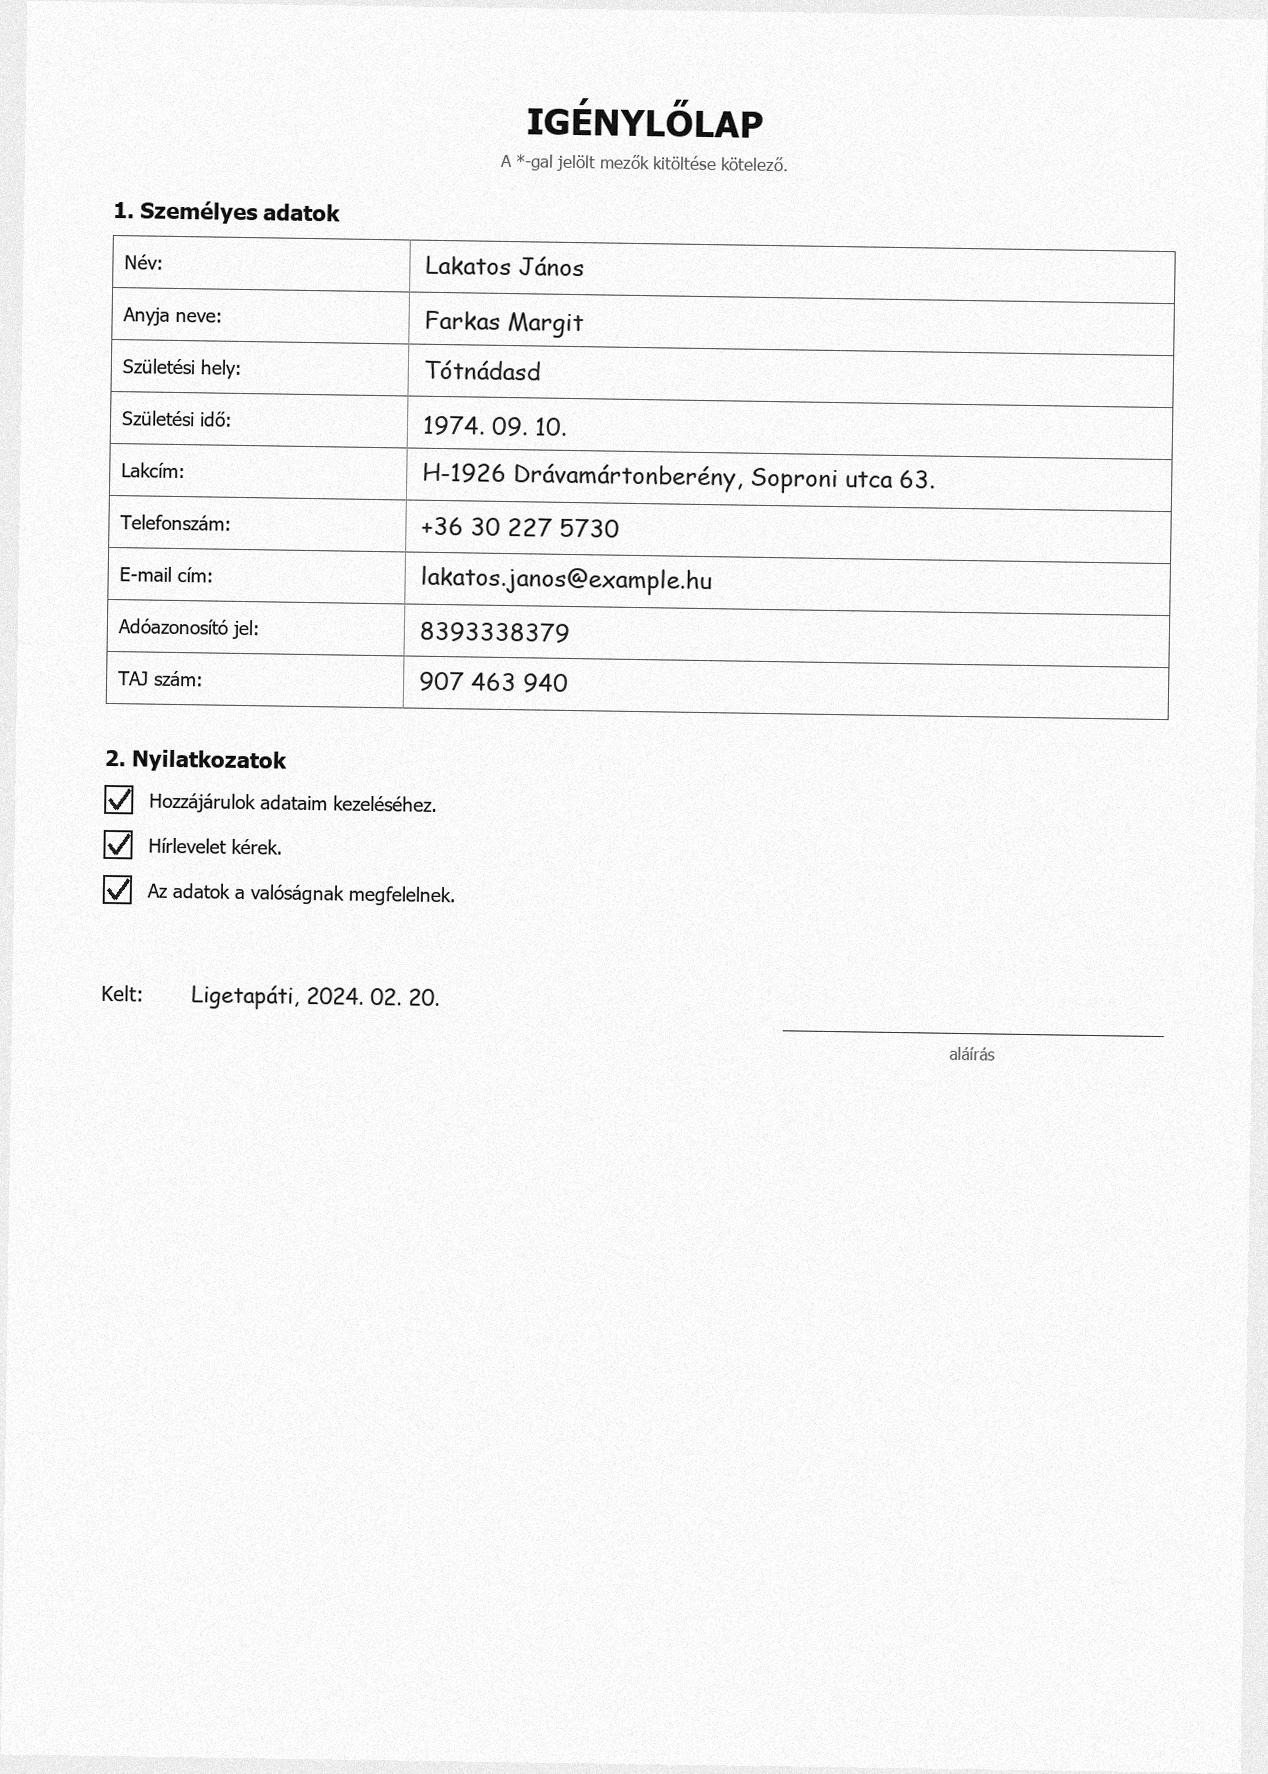 IGÉNYLŐLAP
A *-gal jelölt mezők kitöltése kötelező.
1. Személyes adatok
Név: Lakatos János
Anyja neve: Farkas Margit
Születési hely: Tótnádasd
Születési idő: 1974. 09. 10.
Lakcím: H-1926 Drávamártonberény, Soproni utca 63.
Telefonszám: +36 30 227 5730
E-mail cím: lakatos.janos@example.hu
Adóazonosító jel: 8393338379
TAJ szám: 907 463 940
2. Nyilatkozatok
Hozzájárulok adataim kezeléséhez.
Hírlevelet kérek.
Az adatok a valóságnak megfelelnek.
Kelt: Ligetapáti, 2024. 02. 20.
aláírás